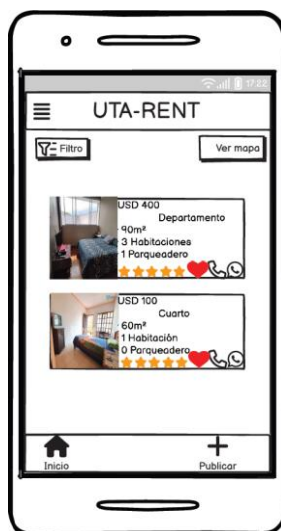 17:22
UTA-RENT
Filtro
Ver mapa
USD 400
Departamento
90m²
3 Habitaciones
1 Parqueadero
USD 100
Cuarto
60m²
1 Habitación
0 Parqueadero
Inicio
Publicar